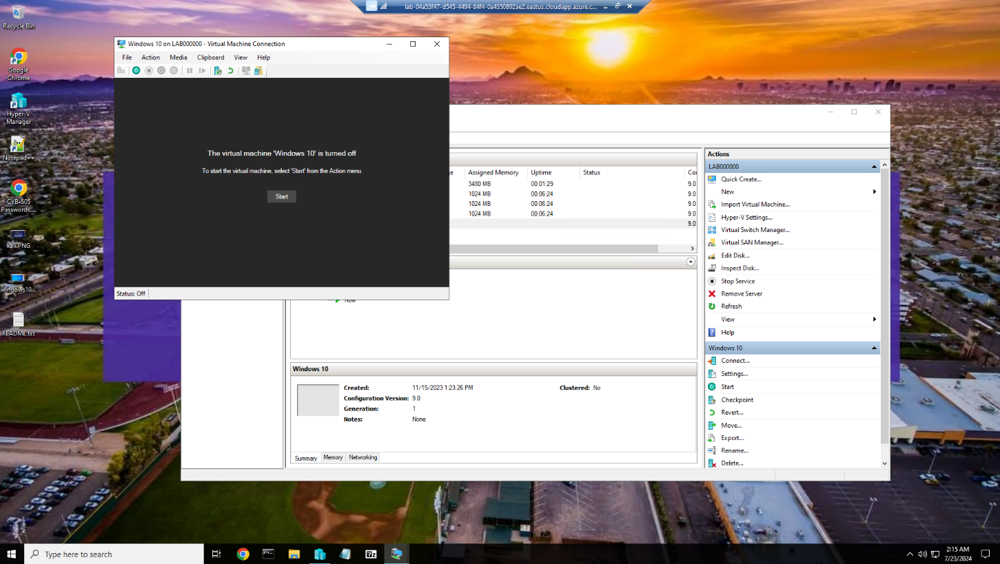 lab-04a53f47-d545-4494-84f4-0a4350892ae2.eastus.cloudapp.azure.c...
Recycle Bin
Google
Chrome
Hyper-V
Manager
Notepad++
CYB-505
Passwords....
kali.PNG
windows10...
README.txt
Windows 10 on LAB000000 - Virtual Machine Connection
File Action Media Clipboard View Help
The virtual machine 'Windows 10' is turned off
To start the virtual machine, select 'Start' from the Action menu
Start
Status: Off
Assigned Memory Uptime Status
3480 MB 00:01:29 9.0
1024 MB 00:06:24 9.0
1024 MB 00:06:24 9.0
1024 MB 00:06:24 9.0
9.0
Now
Windows 10
Created: 11/15/2023 1:23:26 PM Clustered: No
Configuration Version: 9.0
Generation: 1
Notes: None
Summary Memory Networking
Actions
LAB000000
Quick Create...
New
Import Virtual Machine...
Hyper-V Settings...
Virtual Switch Manager...
Virtual SAN Manager...
Edit Disk...
Inspect Disk...
Stop Service
Remove Server
Refresh
View
Help
Windows 10
Connect...
Settings...
Start
Checkpoint
Revert...
Move...
Export...
Rename...
Delete...
Type here to search
2:15 AM
7/23/2024